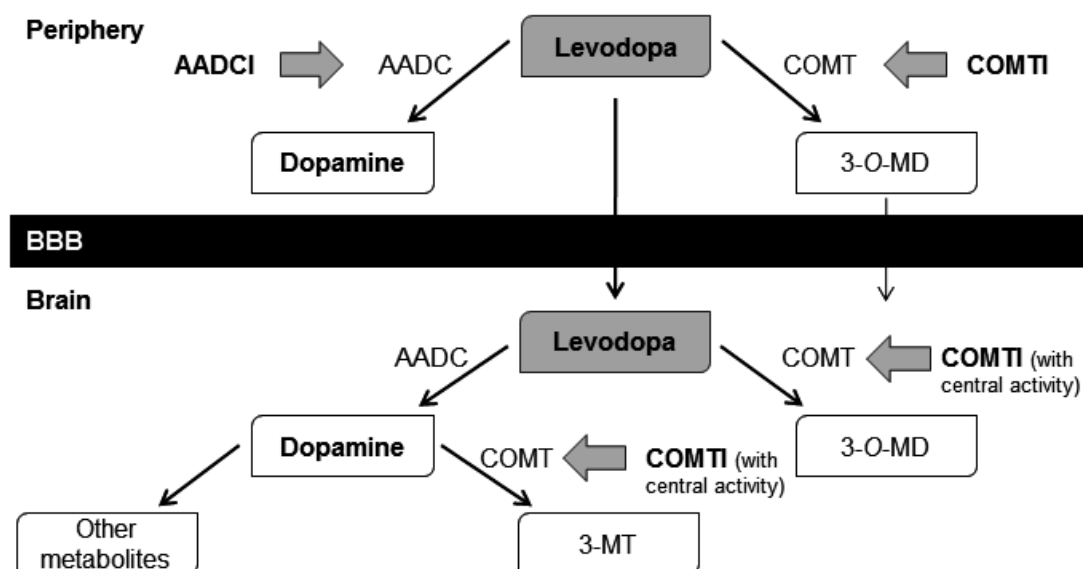 Periphery
AADCI
AADC
Levodopa
COMT
COMTI
Dopamine
3-O-MD
BBB
Brain
Levodopa
AADC
COMT
COMTI (with
central activity)
Dopamine
COMT
COMTI (with
central activity)
3-O-MD
Other
metabolites
3-MT